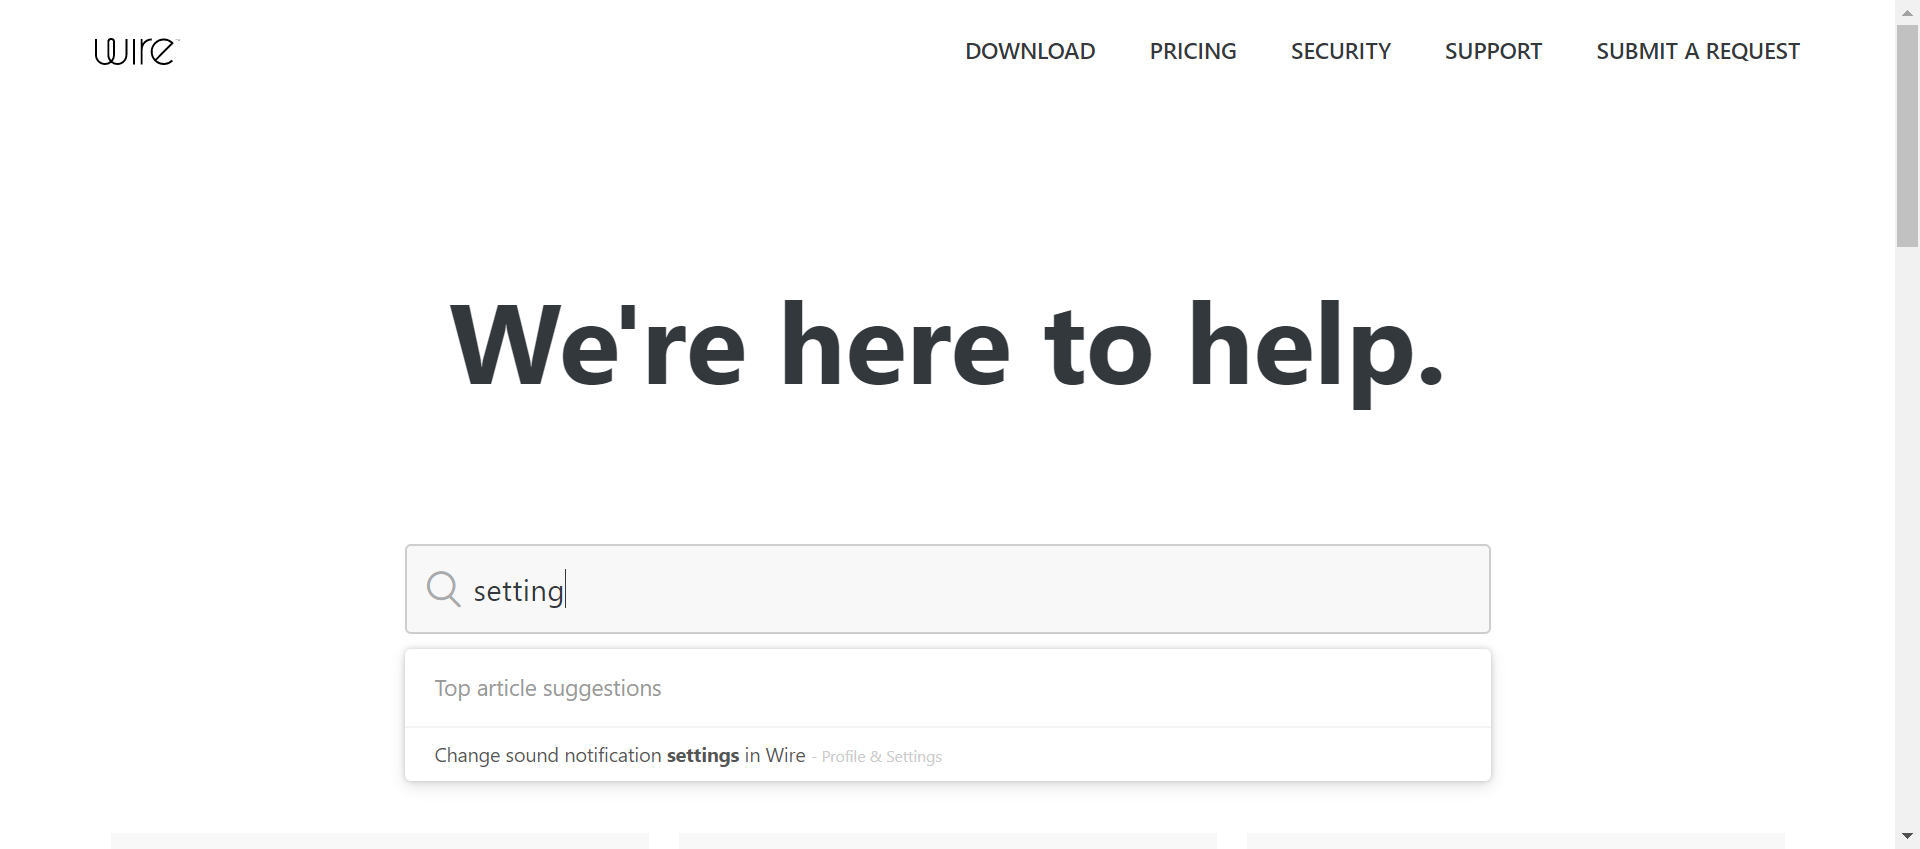 wire
DOWNLOAD PRICING SECURITY SUPPORT SUBMIT A REQUEST
We're here to help.
setting
Top article suggestions
Change sound notification settings in Wire - Profile & Settings